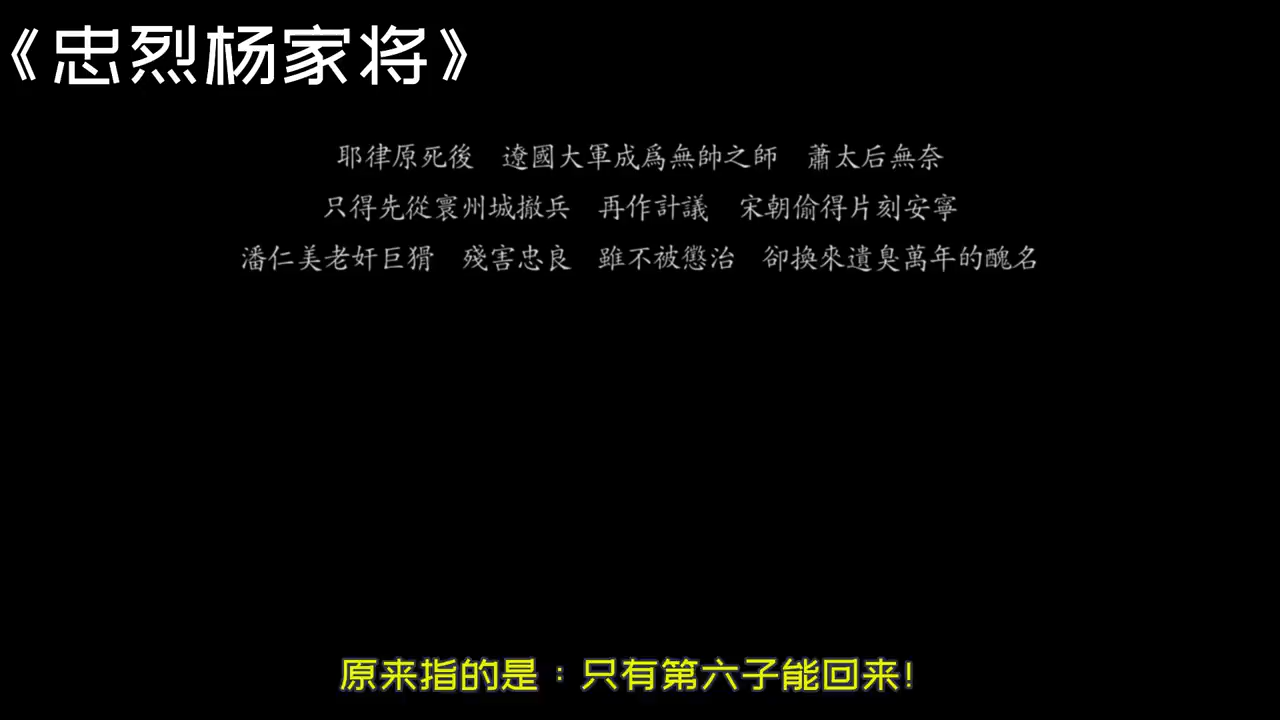 《忠烈杨家将》
耶律原死後　遼國大軍成爲無帥之師　蕭太后無奈
只得先從寰州城撤兵　再作計議　宋朝偷得片刻安寧
潘仁美老奸巨猾　殘害忠良　雖不被懲治　卻換來遺臭萬年的醜名
原来指的是：只有第六子能回来!